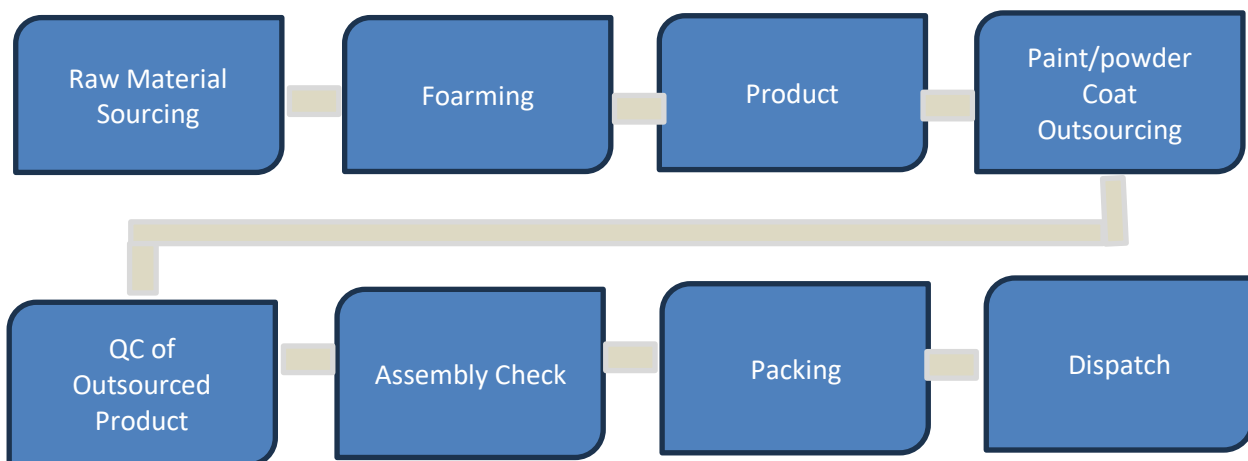 Raw Material
Sourcing
Foarming
Product
Paint/powder
Coat
Outsourcing
QC of
Outsourced
Product
Assembly Check
Packing
Dispatch